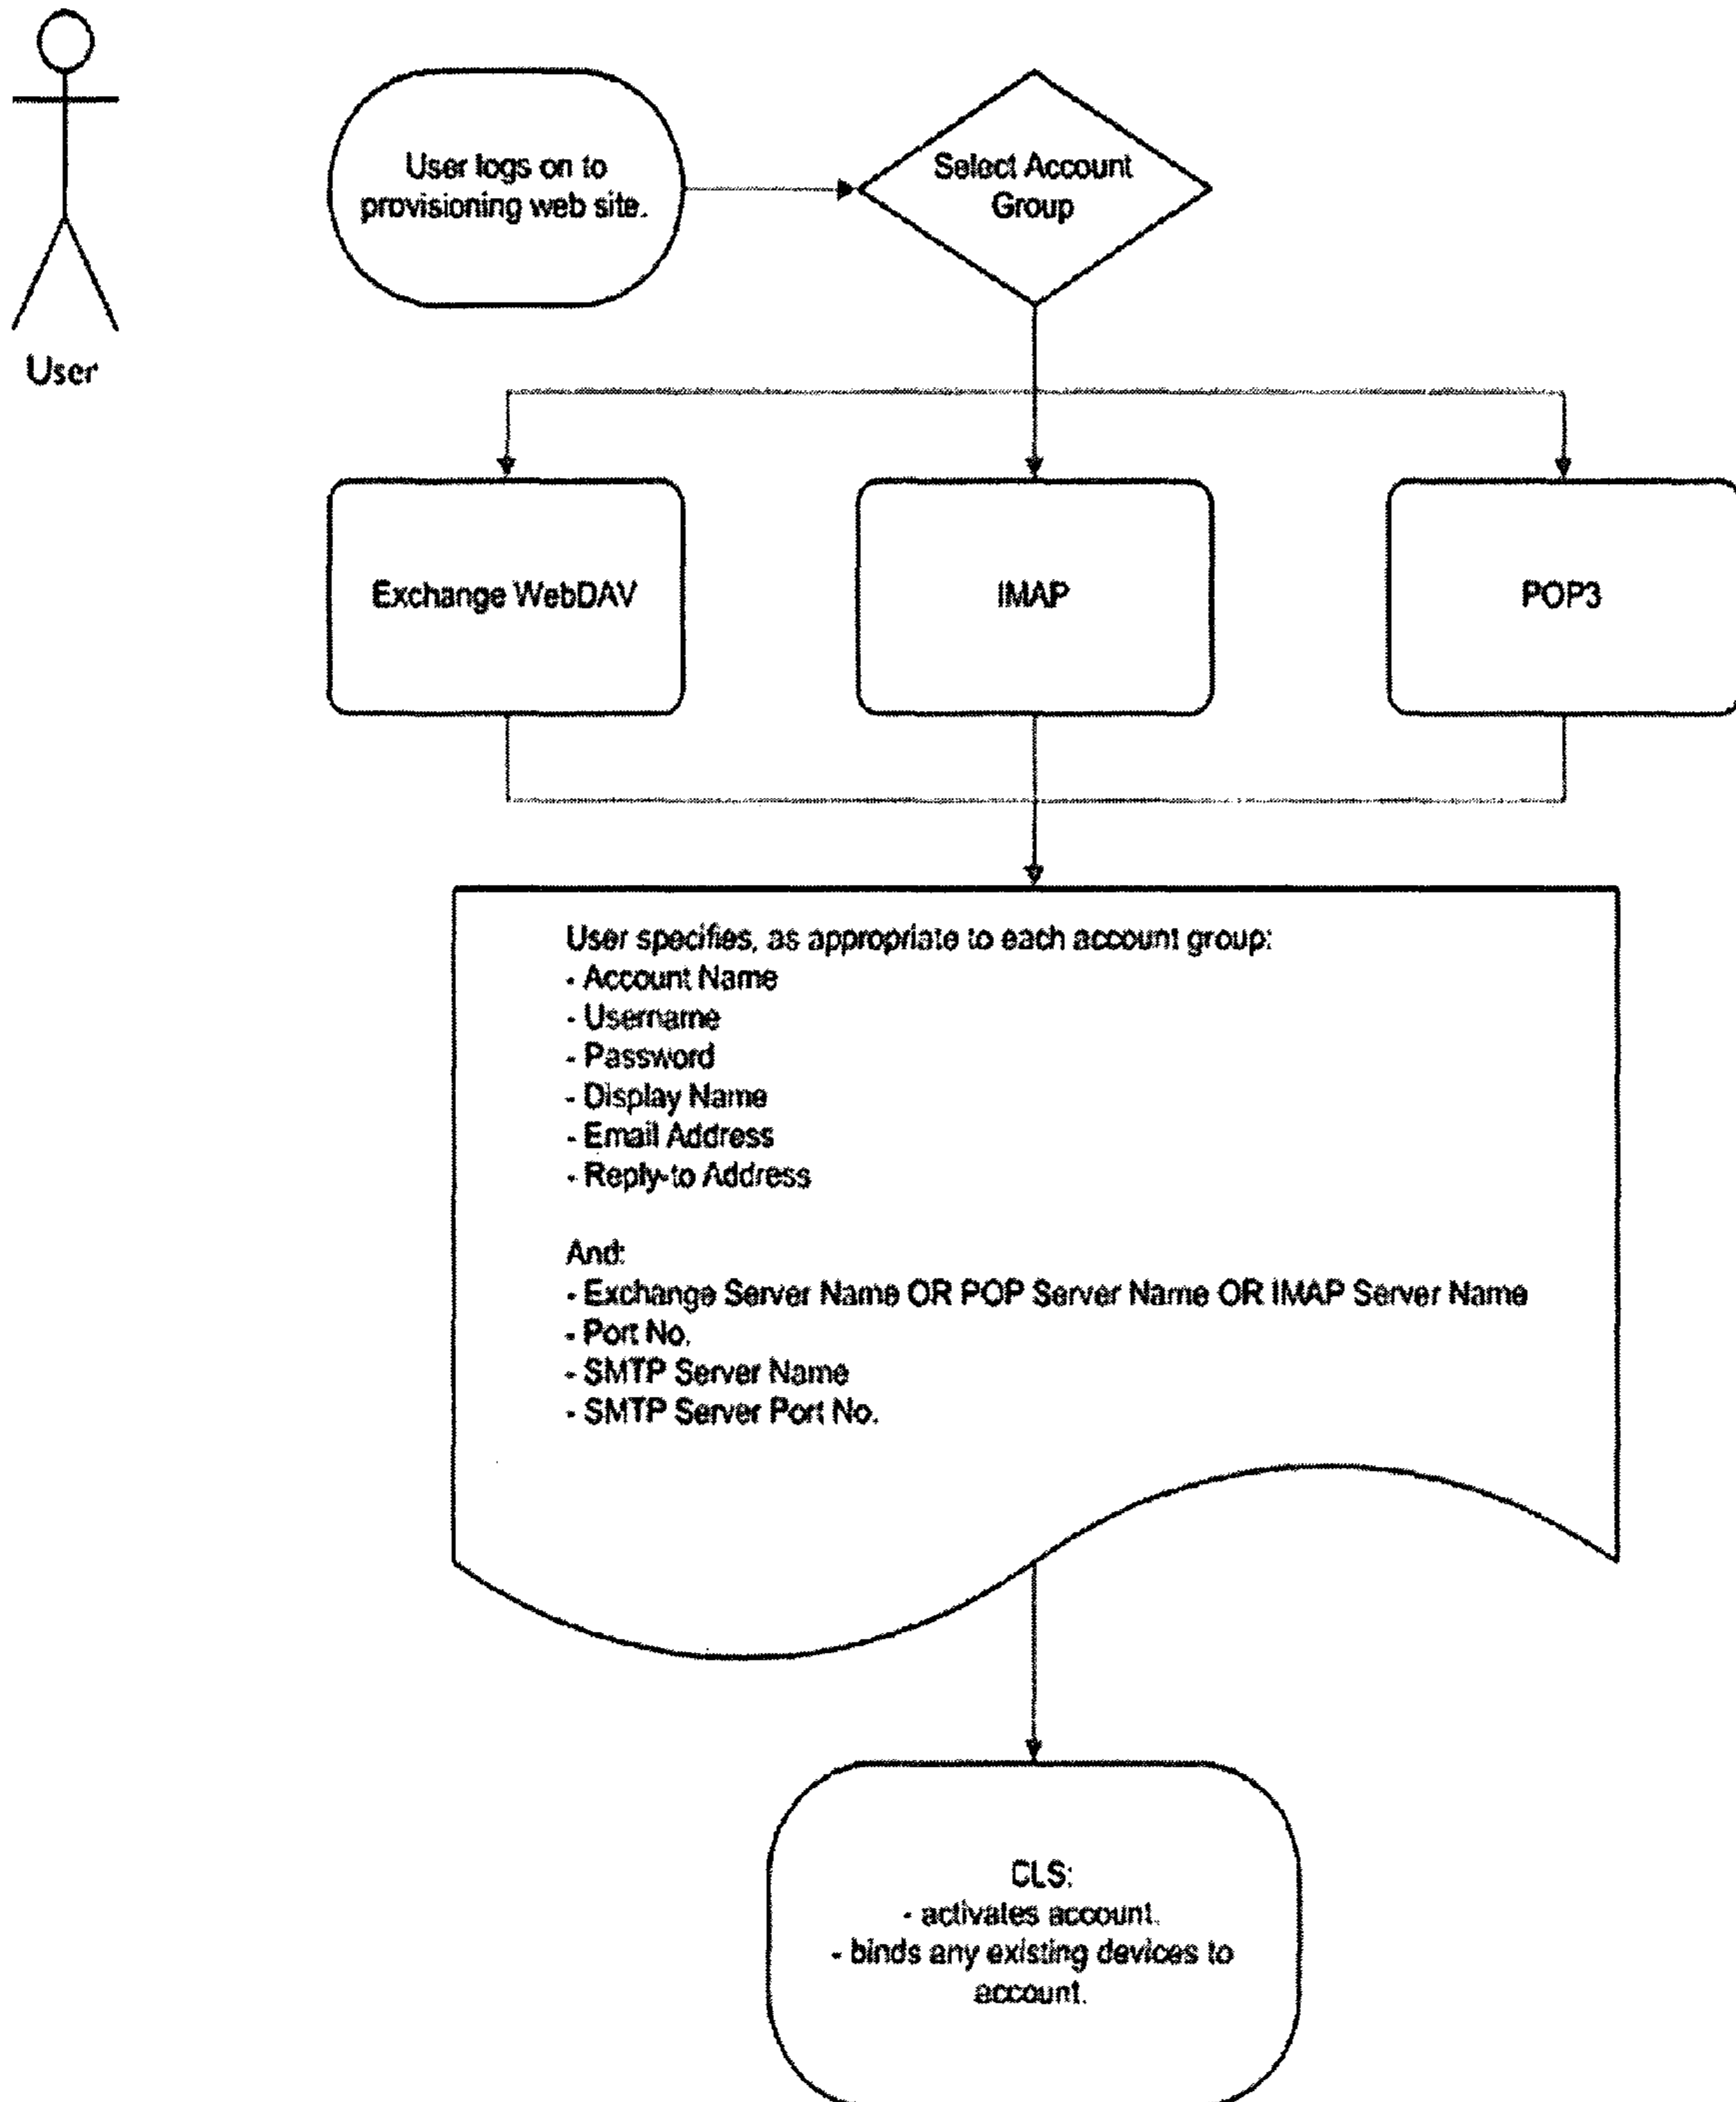 User logs on to
provisioning web site.
Select Account
Group
User
Exchange WebDAV
IMAP
POP3
User specifies, as appropriate to each account group:
- Account Name
- Username
- Password
- Display Name
- Email Address
- Reply-to Address
And:
- Exchange Server Name OR POP Server Name OR IMAP Server Name
- Port No.
- SMTP Server Name
- SMTP Server Port No.
CLS:
- activates account.
- binds any existing devices to
account.